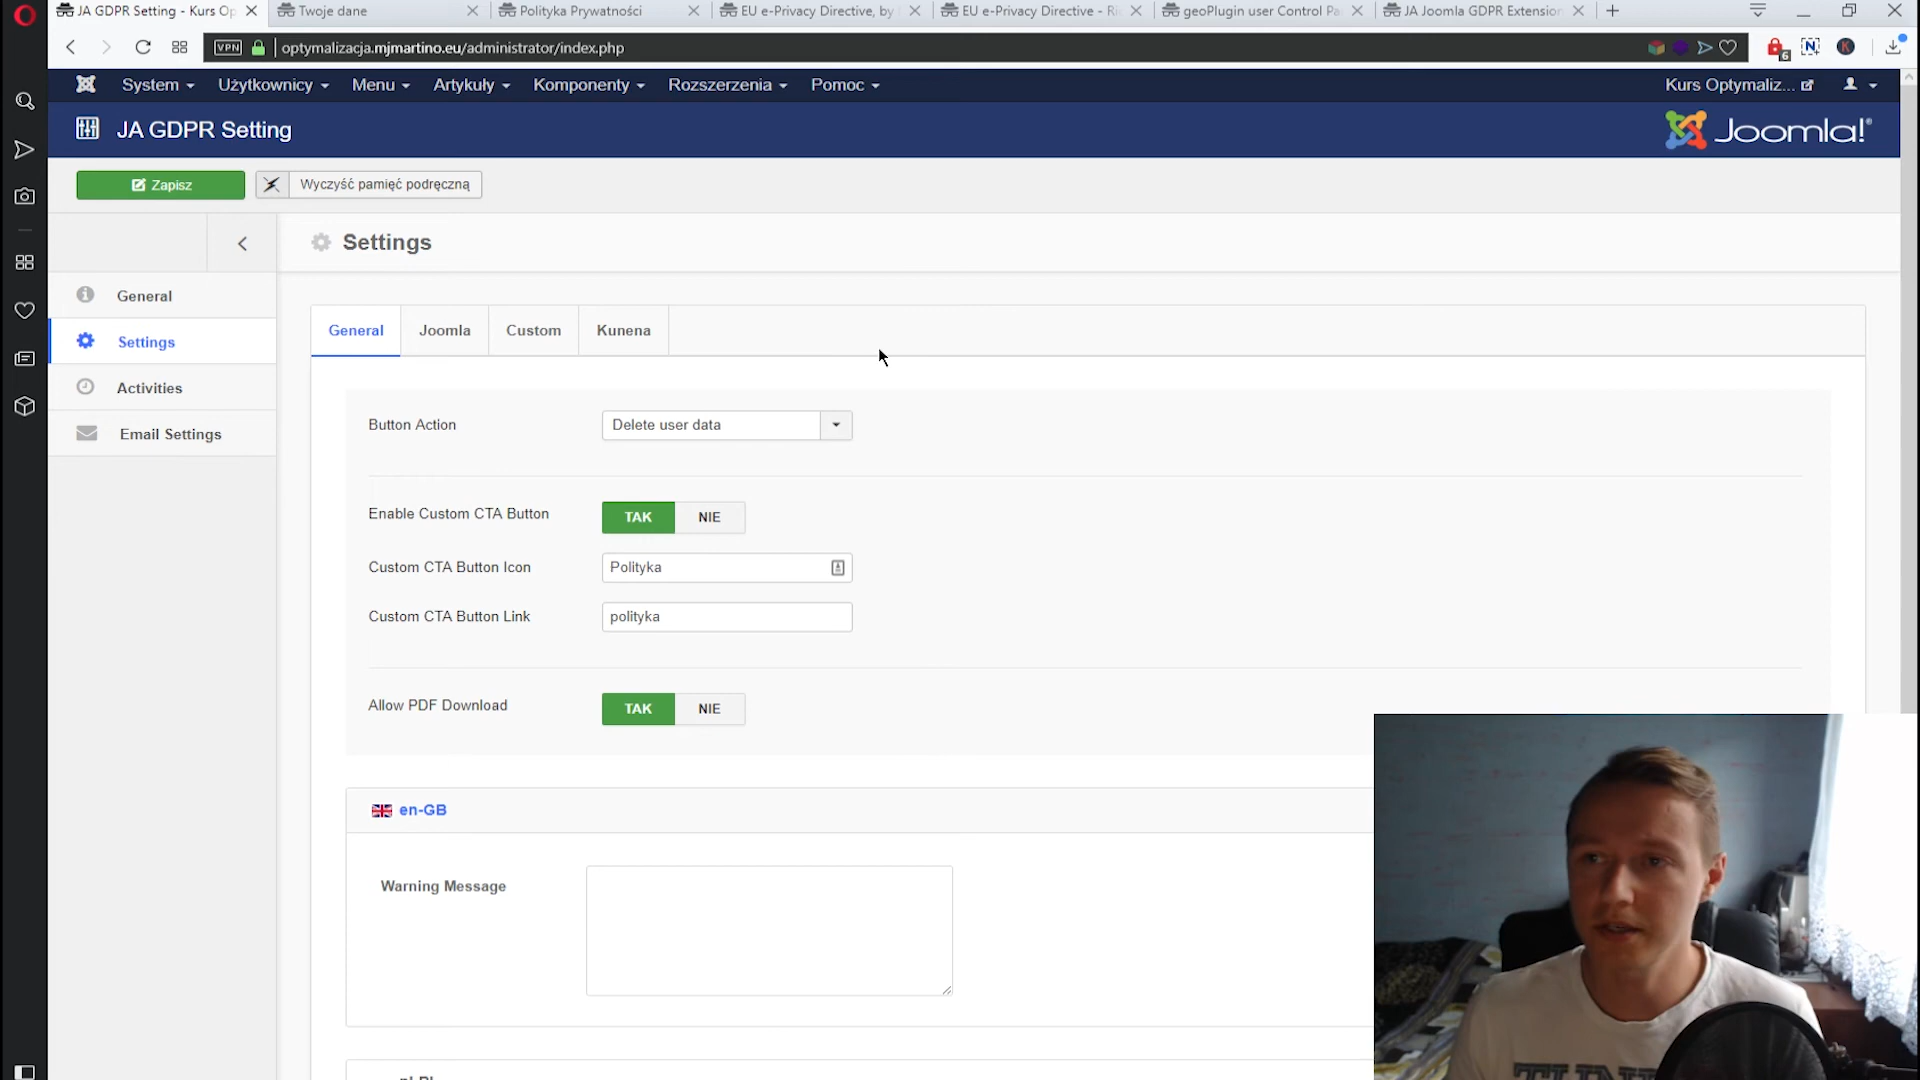 JA GDPR Setting - Kurs Op
Twoje dane
Polityka Prywatności
EU e-Privacy Directive, by
EU e-Privacy Directive - Ri
geoPlugin user Control Pa
JA Joomla GDPR Extension
VPN
optymalizacja.mjmartino.eu/administrator/index.php
6
N
K
System
Użytkownicy
Menu
Artykuły
Komponenty
Rozszerzenia
Pomoc
Kurs Optymaliz...
JA GDPR Setting
Joomla!®
Zapisz
Wyczyść pamięć podręczną
Settings
General
Settings
Activities
Email Settings
General
Joomla
Custom
Kunena
Button Action
Delete user data
Enable Custom CTA Button
TAK
NIE
Custom CTA Button Icon
Polityka
Custom CTA Button Link
polityka
Allow PDF Download
TAK
NIE
en-GB
Warning Message